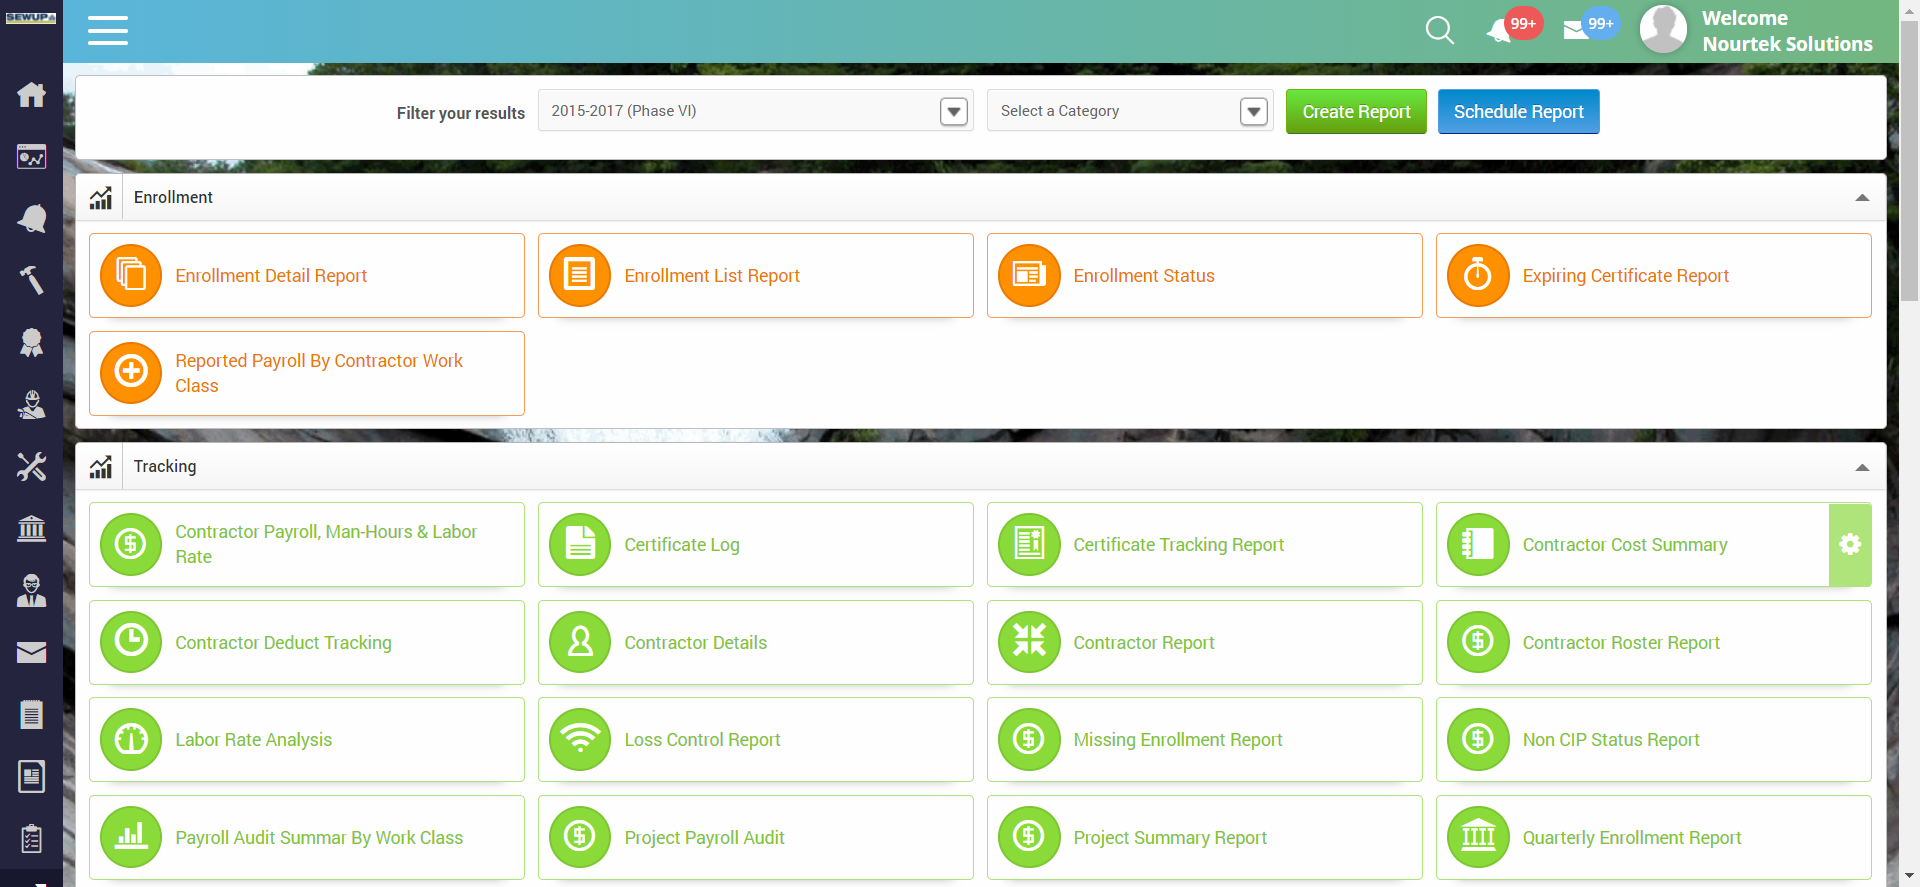 SEWUP
99+
99+
Welcome
Nourtek Solutions
Filter your results
2015-2017 (Phase VI)
Select a Category
Create Report
Schedule Report
Enrollment
Enrollment Detail Report
Enrollment List Report
Enrollment Status
Expiring Certificate Report
Reported Payroll By Contractor Work
Class
Tracking
Contractor Payroll, Man-Hours & Labor
Rate
Certificate Log
Certificate Tracking Report
Contractor Cost Summary
Contractor Deduct Tracking
Contractor Details
Contractor Report
Contractor Roster Report
Labor Rate Analysis
Loss Control Report
Missing Enrollment Report
Non CIP Status Report
Payroll Audit Summar By Work Class
Project Payroll Audit
Project Summary Report
Quarterly Enrollment Report